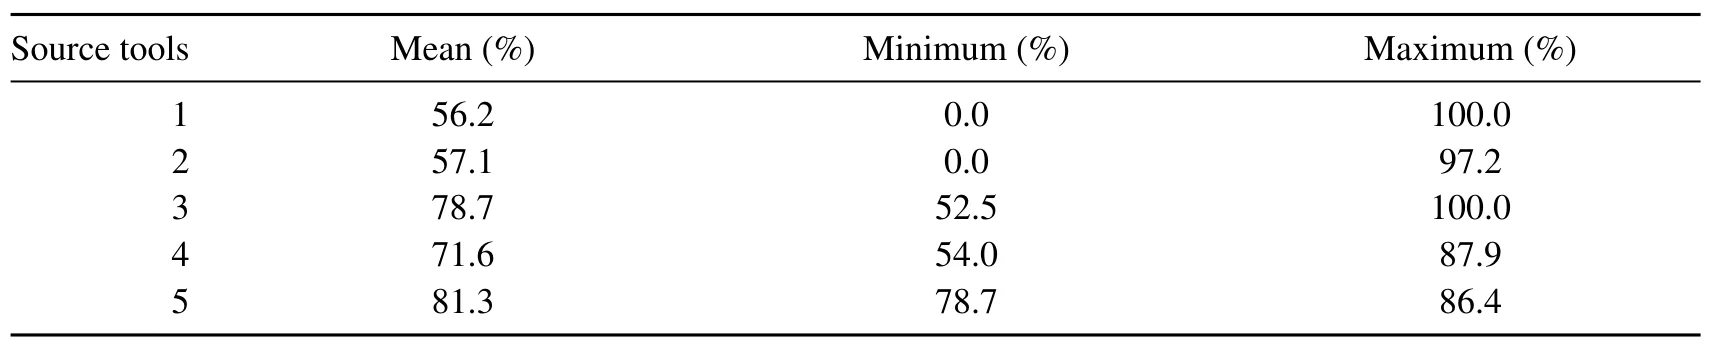 Source tools Mean (%) Minimum (%) Maximum (%)
1 56.2 0.0 100.0
2 57.1 0.0 97.2
3 78.7 52.5 100.0
4 71.6 54.0 87.9
5 81.3 78.7 86.4